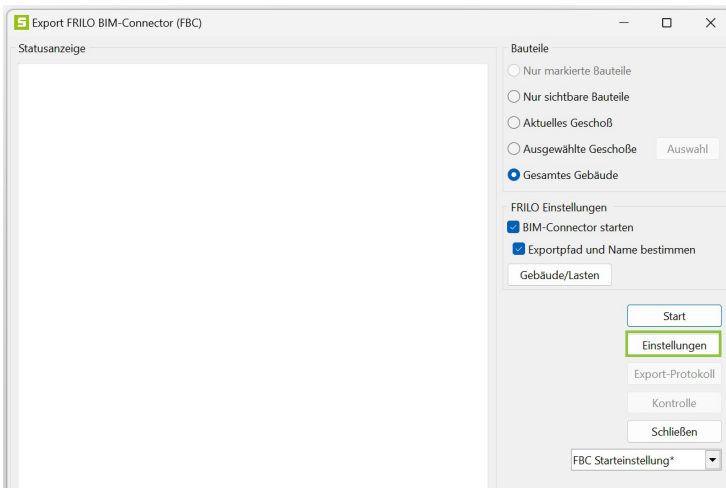 S Export FRILO BIM-Connector (FBC)
Statusanzeige
Bauteile
Nur markierte Bauteile
Nur sichtbare Bauteile
Aktuelles Geschoß
Ausgewählte Geschoße Auswahl
Gesamtes Gebäude
FRILO Einstellungen
BIM-Connector starten
Exportpfad und Name bestimmen
Gebäude/Lasten
Start
Einstellungen
Export-Protokoll
Kontrolle
Schließen
FBC Starteinstellung*